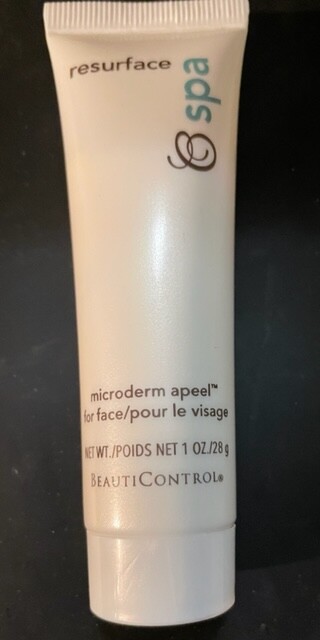 resurface
spa
microderm apeel™
for face/pour le visage
NET WT./POIDS NET 1 OZ./28 g
BEAUTICONTROL®